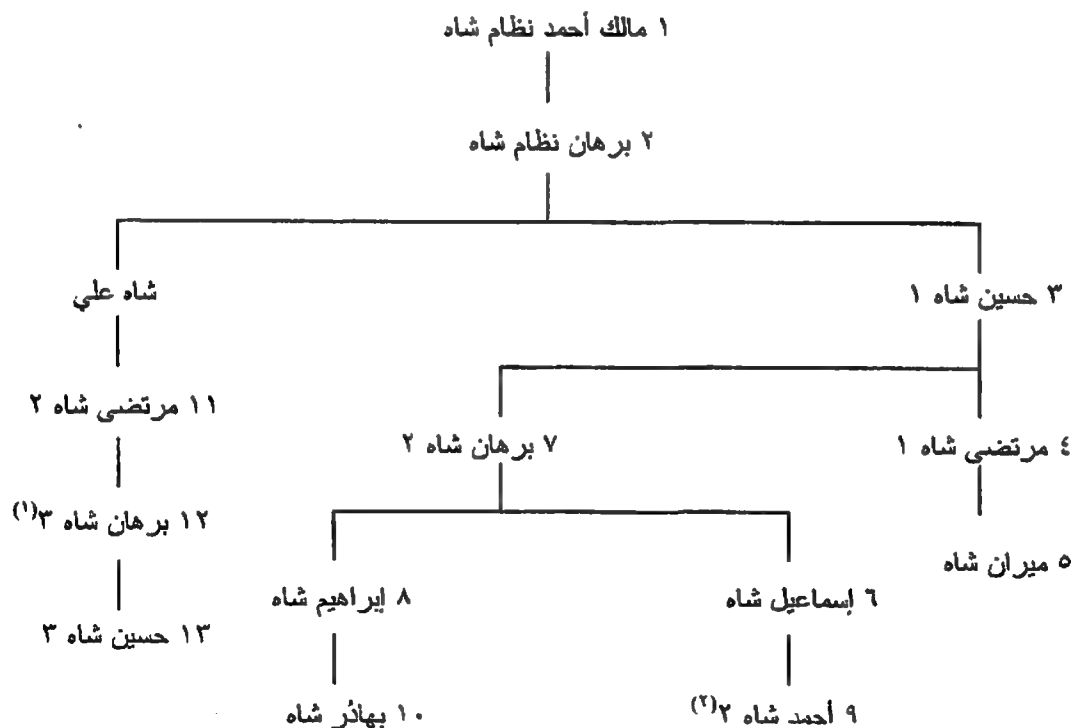 ١ مالك أحمد نظام شاه
٢ برهان نظام شاه
٣ حسين شاه ١
شاه علي
١١ مرتضى شاه ٢
٤ مرتضى شاه ١
٧ برهان شاه ٢
١٢ برهان شاه ٣(١)
٥ ميران شاه
٦ إسماعيل شاه
٨ إبراهيم شاه
١٣ حسين شاه ٣
٩ أحمد شاه ٢(٢)
١٠ بهادُر شاه